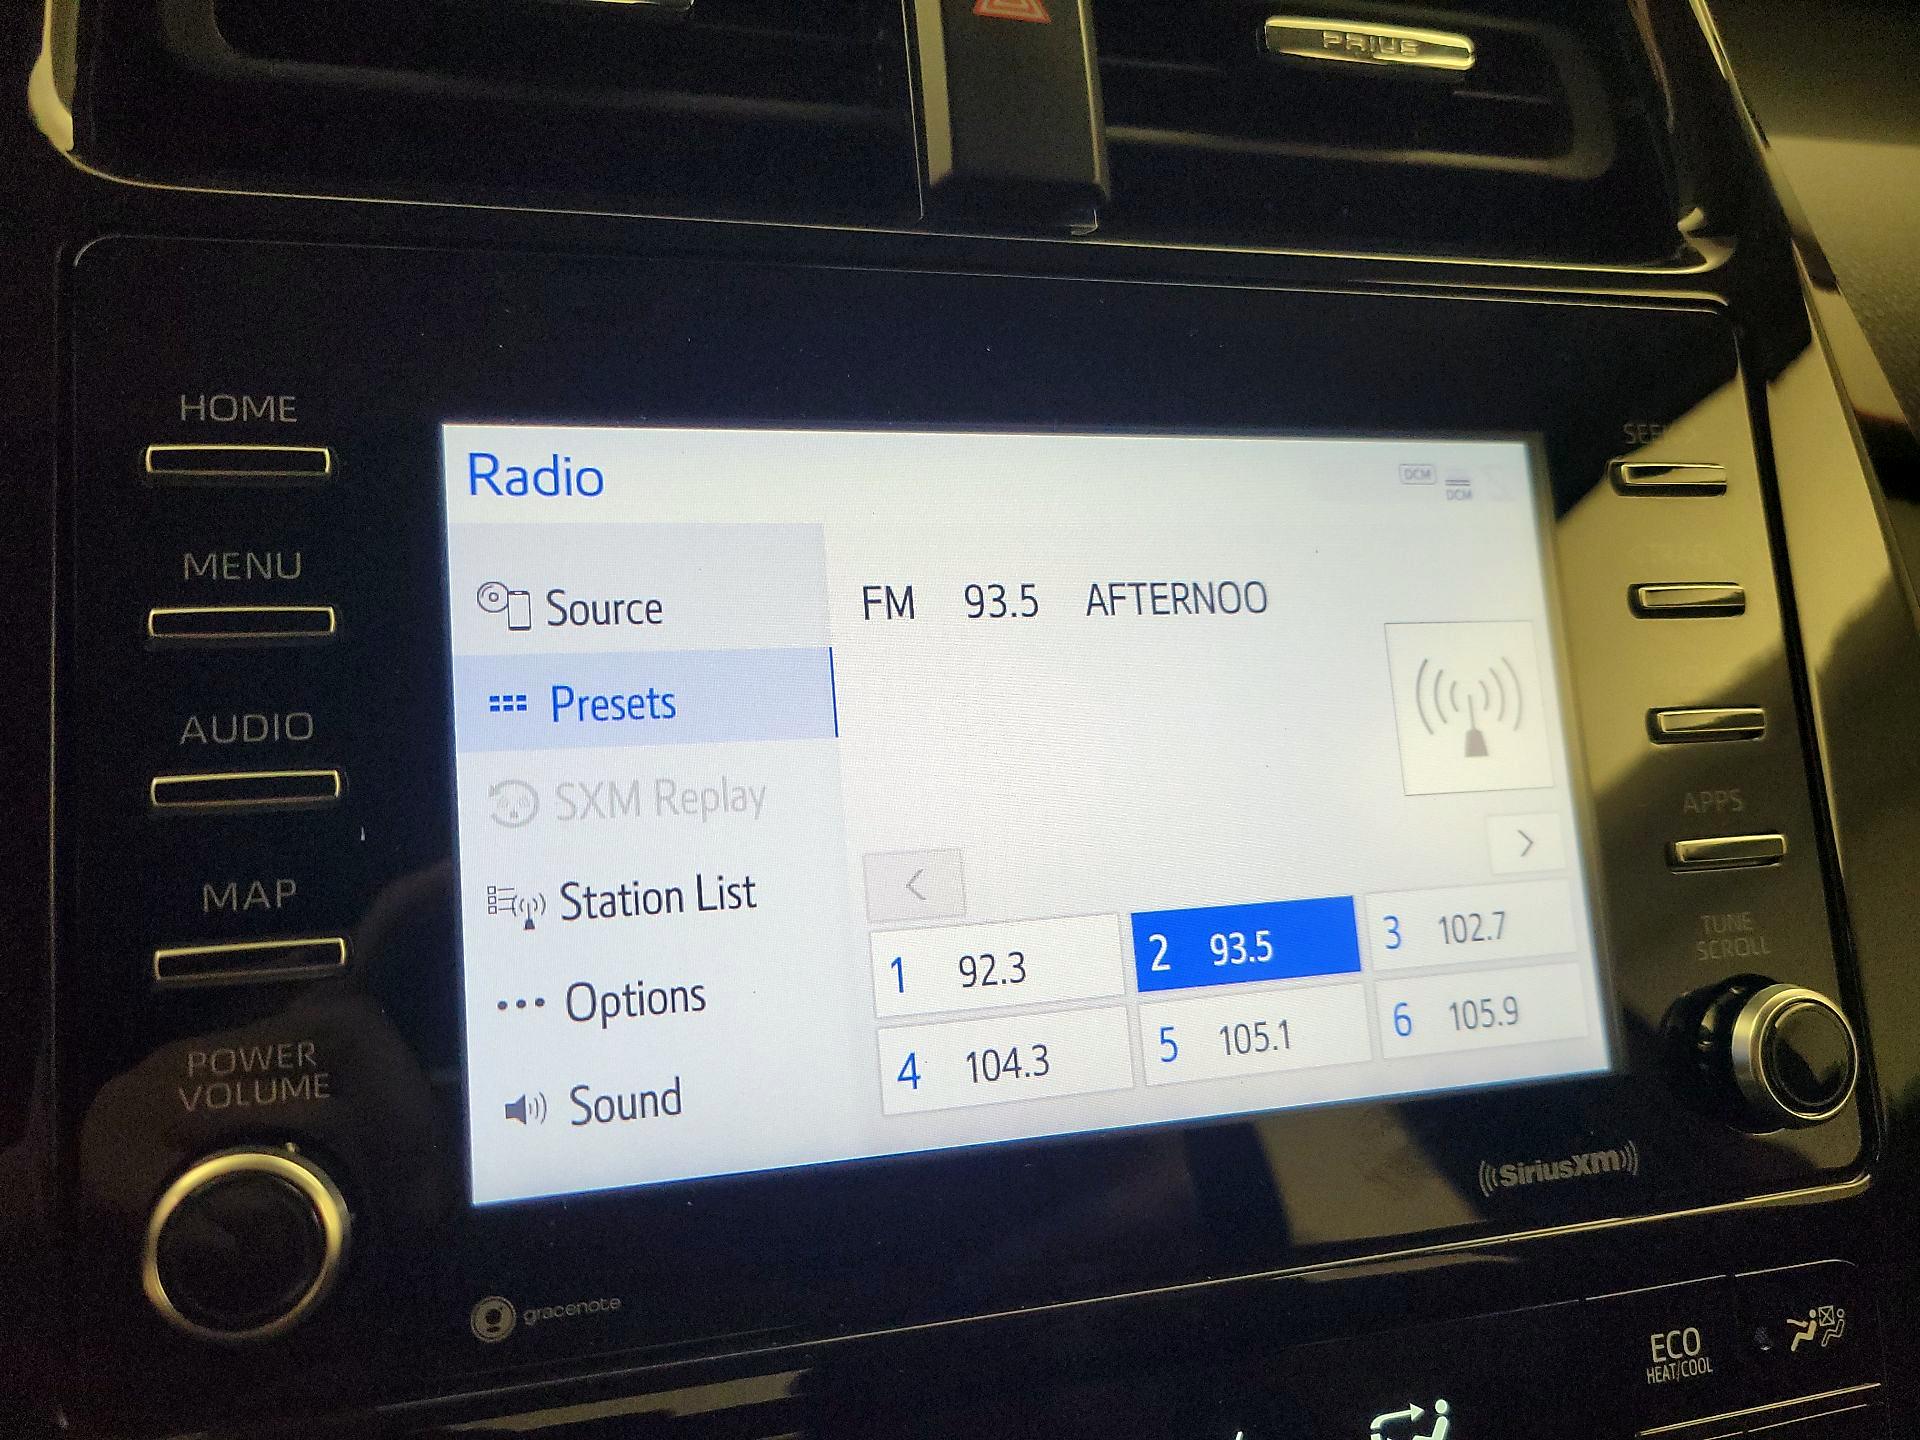 PRIUS
HOME
MENU
AUDIO
MAP
POWER
VOLUME
Radio
DCM
DCM
Source
Presets
SXM Replay
Station List
Options
Sound
FM 93.5 AFTERNOO
<
>
1 92.3
2 93.5
3 102.7
4 104.3
5 105.1
6 105.9
APPS
TUNE
SCROLL
((SiriusXM))
gracenote
ECO
HEAT/COOL